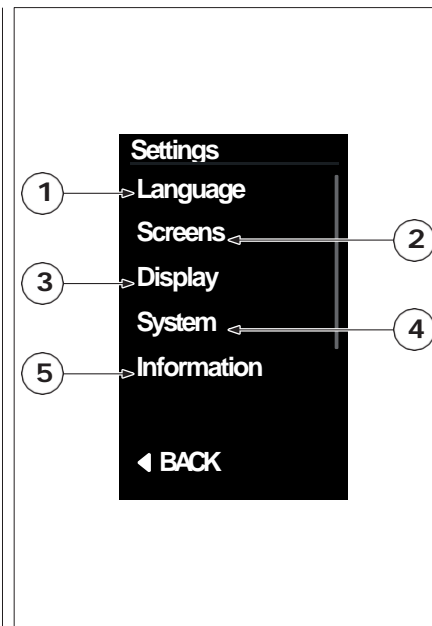 Settings
1 Language
Screens 2
3 Display
System 4
5 Information
BACK